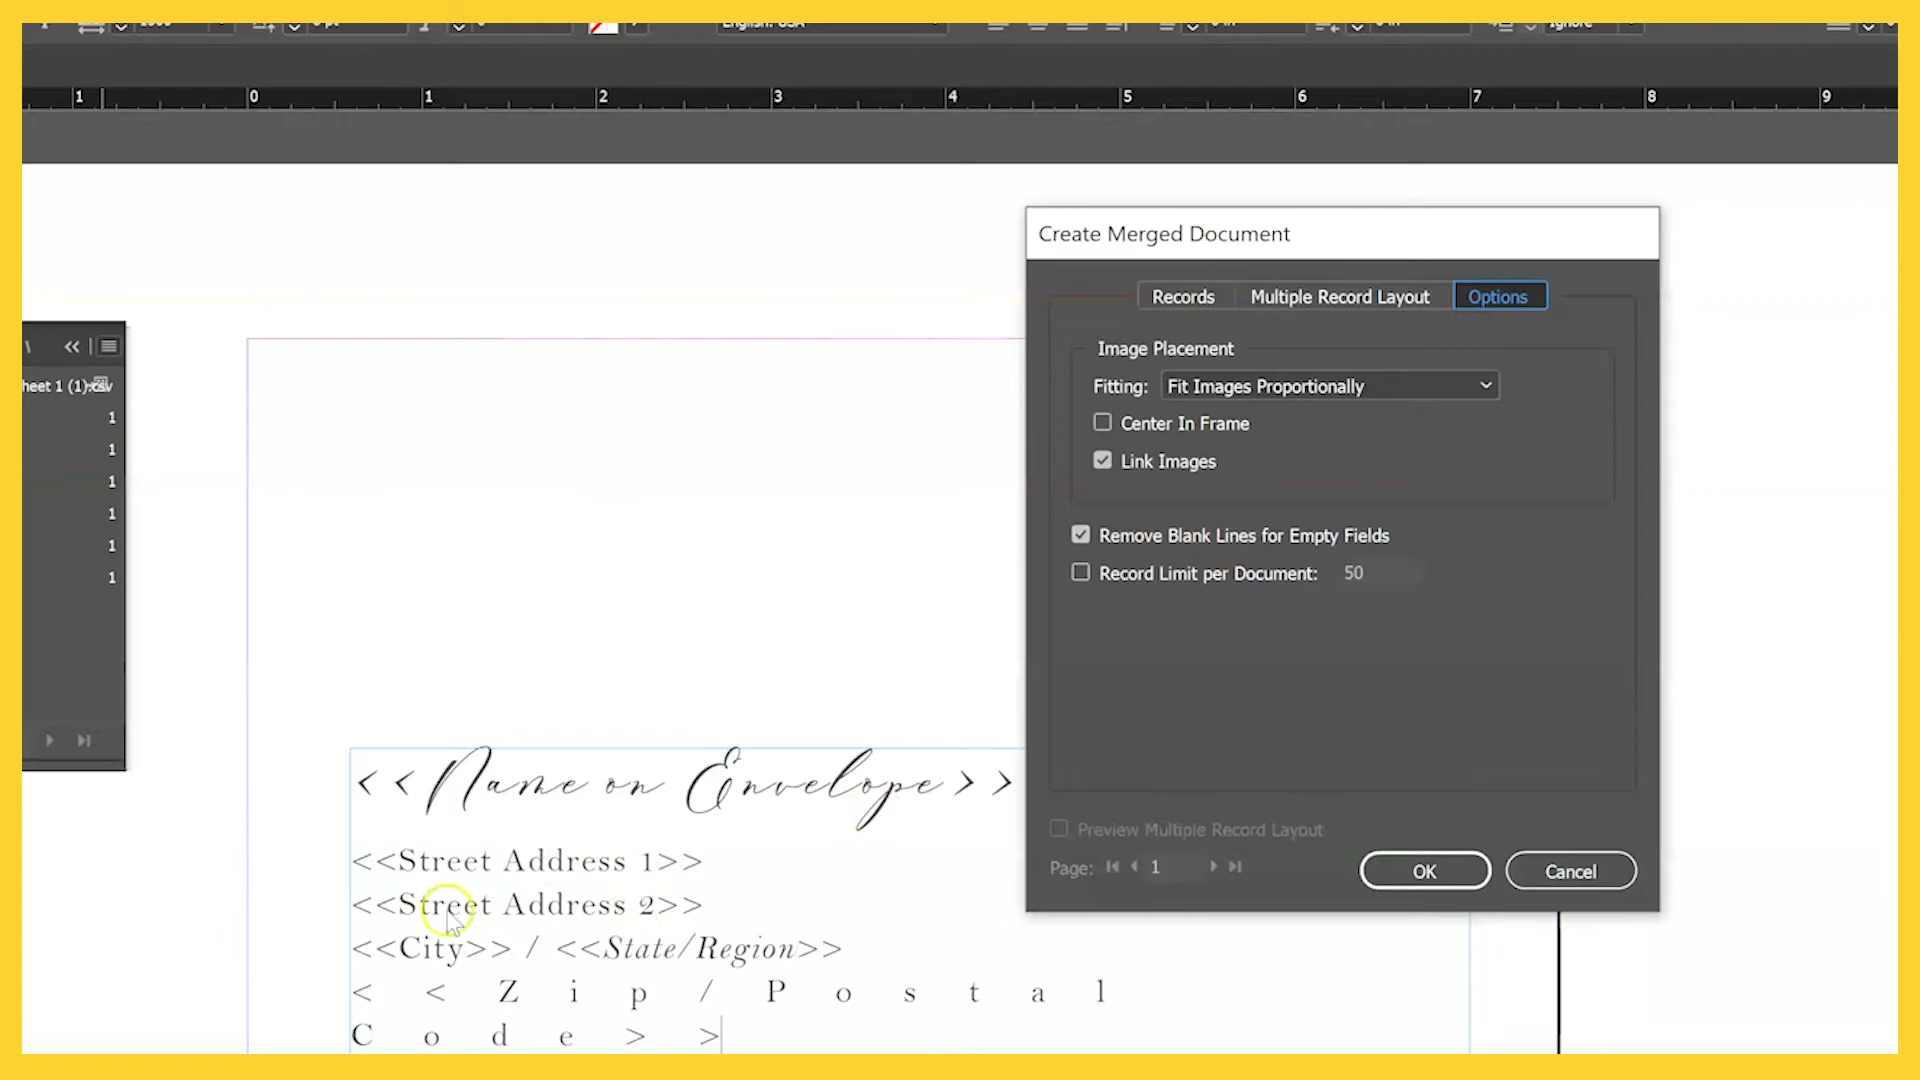 English: USA
Ignore
1 0 1 2 3 4 5 6 7 8 9
Create Merged Document
Records Multiple Record Layout Options
Image Placement
heet 1 (1).csv
Fitting: Fit Images Proportionally
1
Center In Frame
1
Link Images
1
1
Remove Blank Lines for Empty Fields
1
Record Limit per Document: 50
1
<<Name on Envelope>>
Preview Multiple Record Layout
<<Street Address 1>>
Page: 1
OK Cancel
<<Street Address 2>>
<<City>> / <<State/Region>>
< < Z i p / P o s t a l
C o d e > >